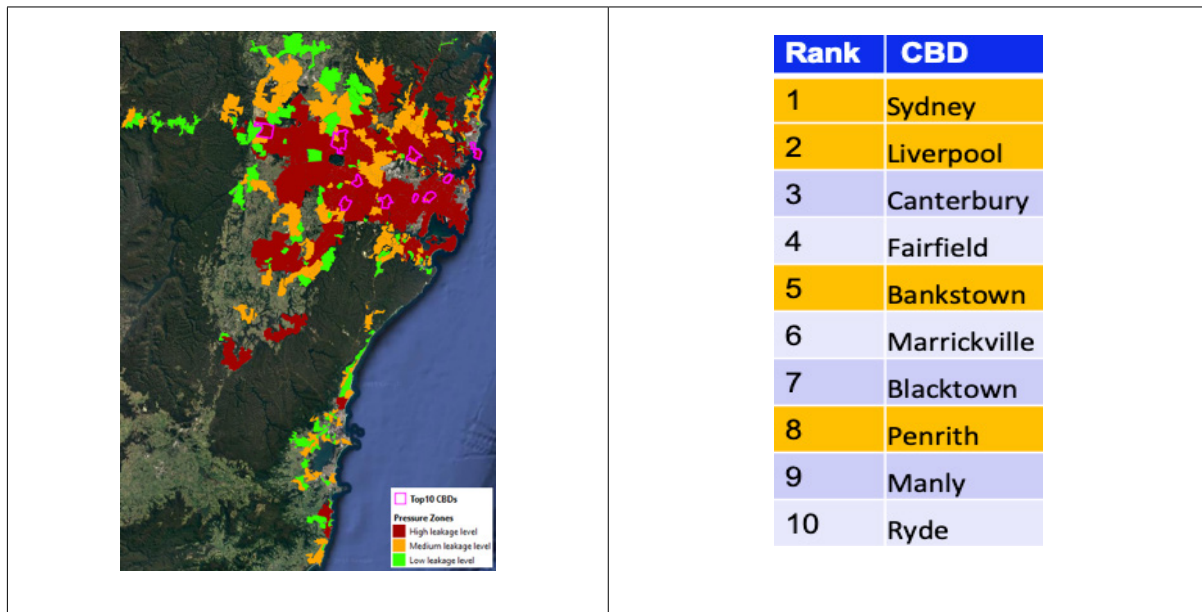 Top10 CBDs
Pressure Zones
High leakage level
Medium leakage level
Low leakage level
Rank CBD
1 Sydney
2 Liverpool
3 Canterbury
4 Fairfield
5 Bankstown
6 Marrickville
7 Blacktown
8 Penrith
9 Manly
10 Ryde